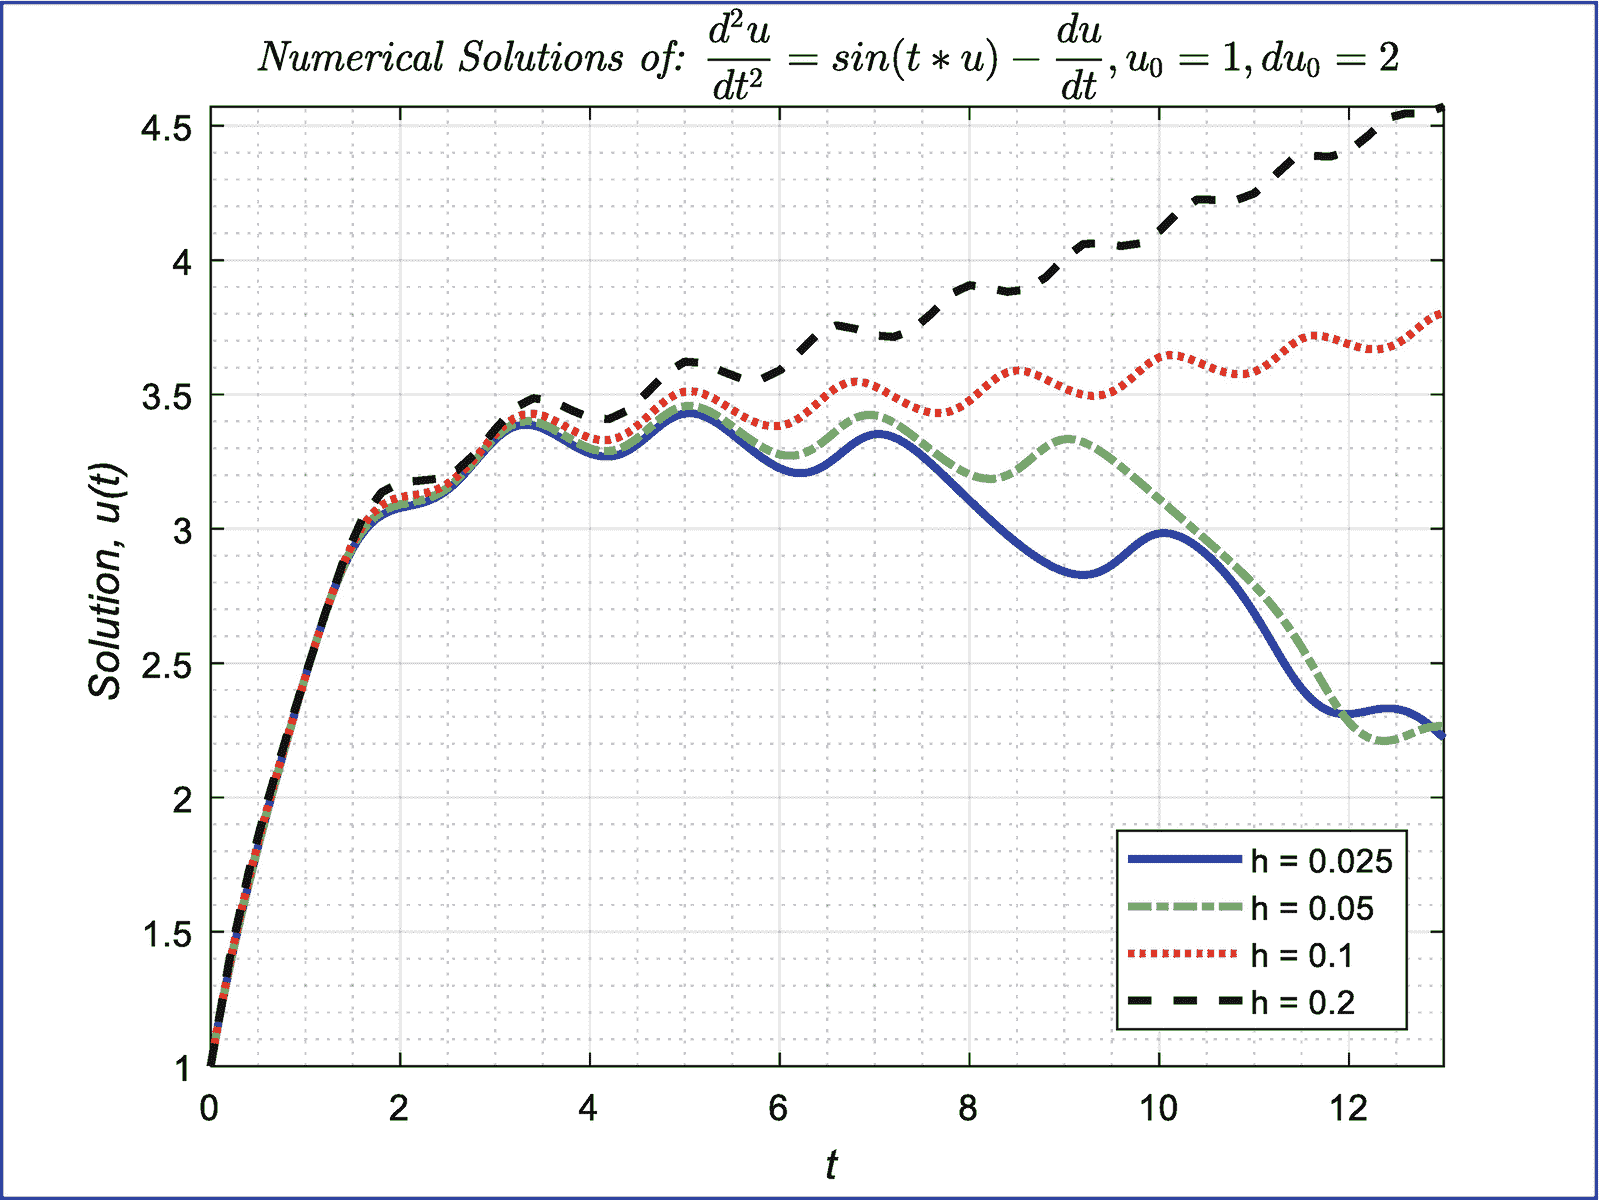 Numerical Solutions of: d²u/dt² = sin(t * u) − du/dt, u₀ = 1, du₀ = 2
4.5
4
3.5
3
2.5
2
1.5
1
Solution, u(t)
0 2 4 6 8 10 12
t
h = 0.025
h = 0.05
h = 0.1
h = 0.2